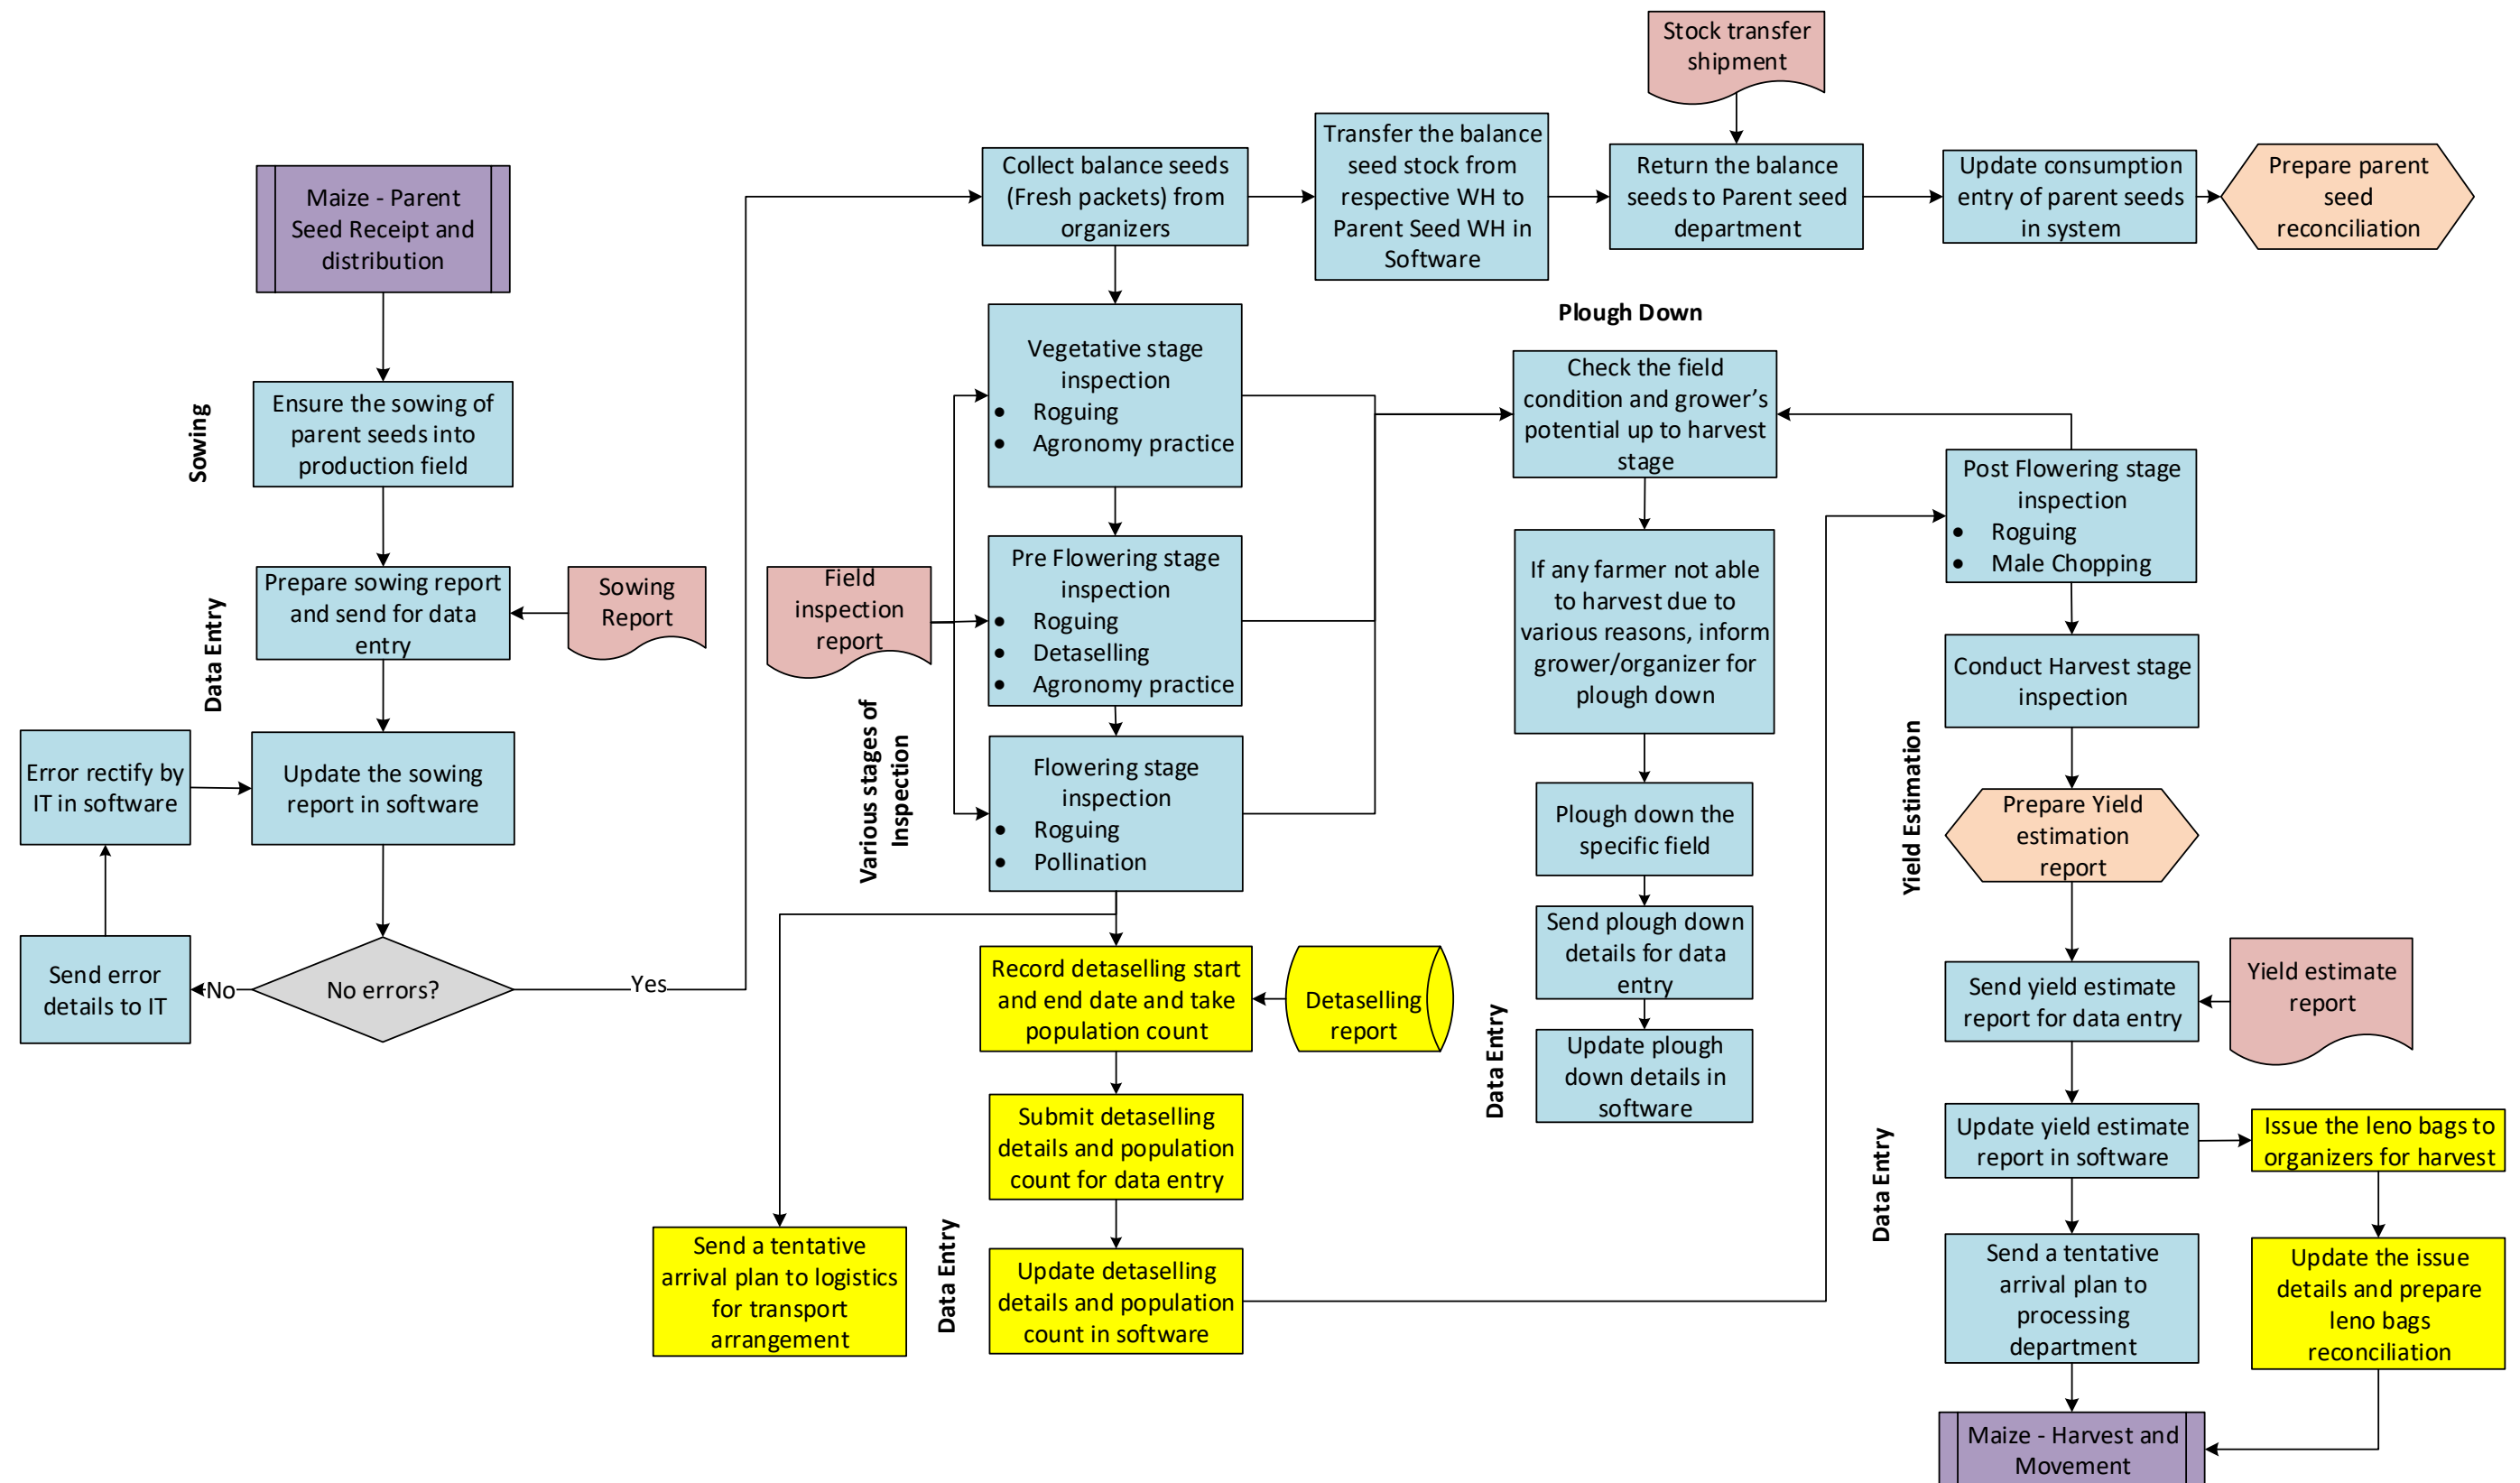 Maize - Parent
Seed Receipt and
distribution
Sowing
Ensure the sowing of
parent seeds into
production field
Data Entry
Prepare sowing report
and send for data
entry
Sowing
Report
Update the sowing
report in software
Error rectify by
IT in software
Send error
details to IT
No
No errors?
Yes
Collect balance seeds
(Fresh packets) from
organizers
Transfer the balance
seed stock from
respective WH to
Parent Seed WH in
Software
Stock transfer
shipment
Return the balance
seeds to Parent seed
department
Update consumption
entry of parent seeds
in system
Prepare parent
seed
reconciliation
Various stages of
Inspection
Field
inspection
report
Vegetative stage
inspection
• Roguing
• Agronomy practice
Pre Flowering stage
inspection
• Roguing
• Detaselling
• Agronomy practice
Flowering stage
inspection
• Roguing
• Pollination
Record detaselling start
and end date and take
population count
Detaselling
report
Submit detaselling
details and population
count for data entry
Data Entry
Update detaselling
details and population
count in software
Send a tentative
arrival plan to logistics
for transport
arrangement
Plough Down
Check the field
condition and grower’s
potential up to harvest
stage
If any farmer not able
to harvest due to
various reasons, inform
grower/organizer for
plough down
Plough down the
specific field
Data Entry
Send plough down
details for data
entry
Update plough
down details in
software
Post Flowering stage
inspection
• Roguing
• Male Chopping
Conduct Harvest stage
inspection
Yield Estimation
Prepare Yield
estimation
report
Send yield estimate
report for data entry
Yield estimate
report
Data Entry
Update yield estimate
report in software
Issue the leno bags to
organizers for harvest
Send a tentative
arrival plan to
processing
department
Update the issue
details and prepare
leno bags
reconciliation
Maize - Harvest and
Movement